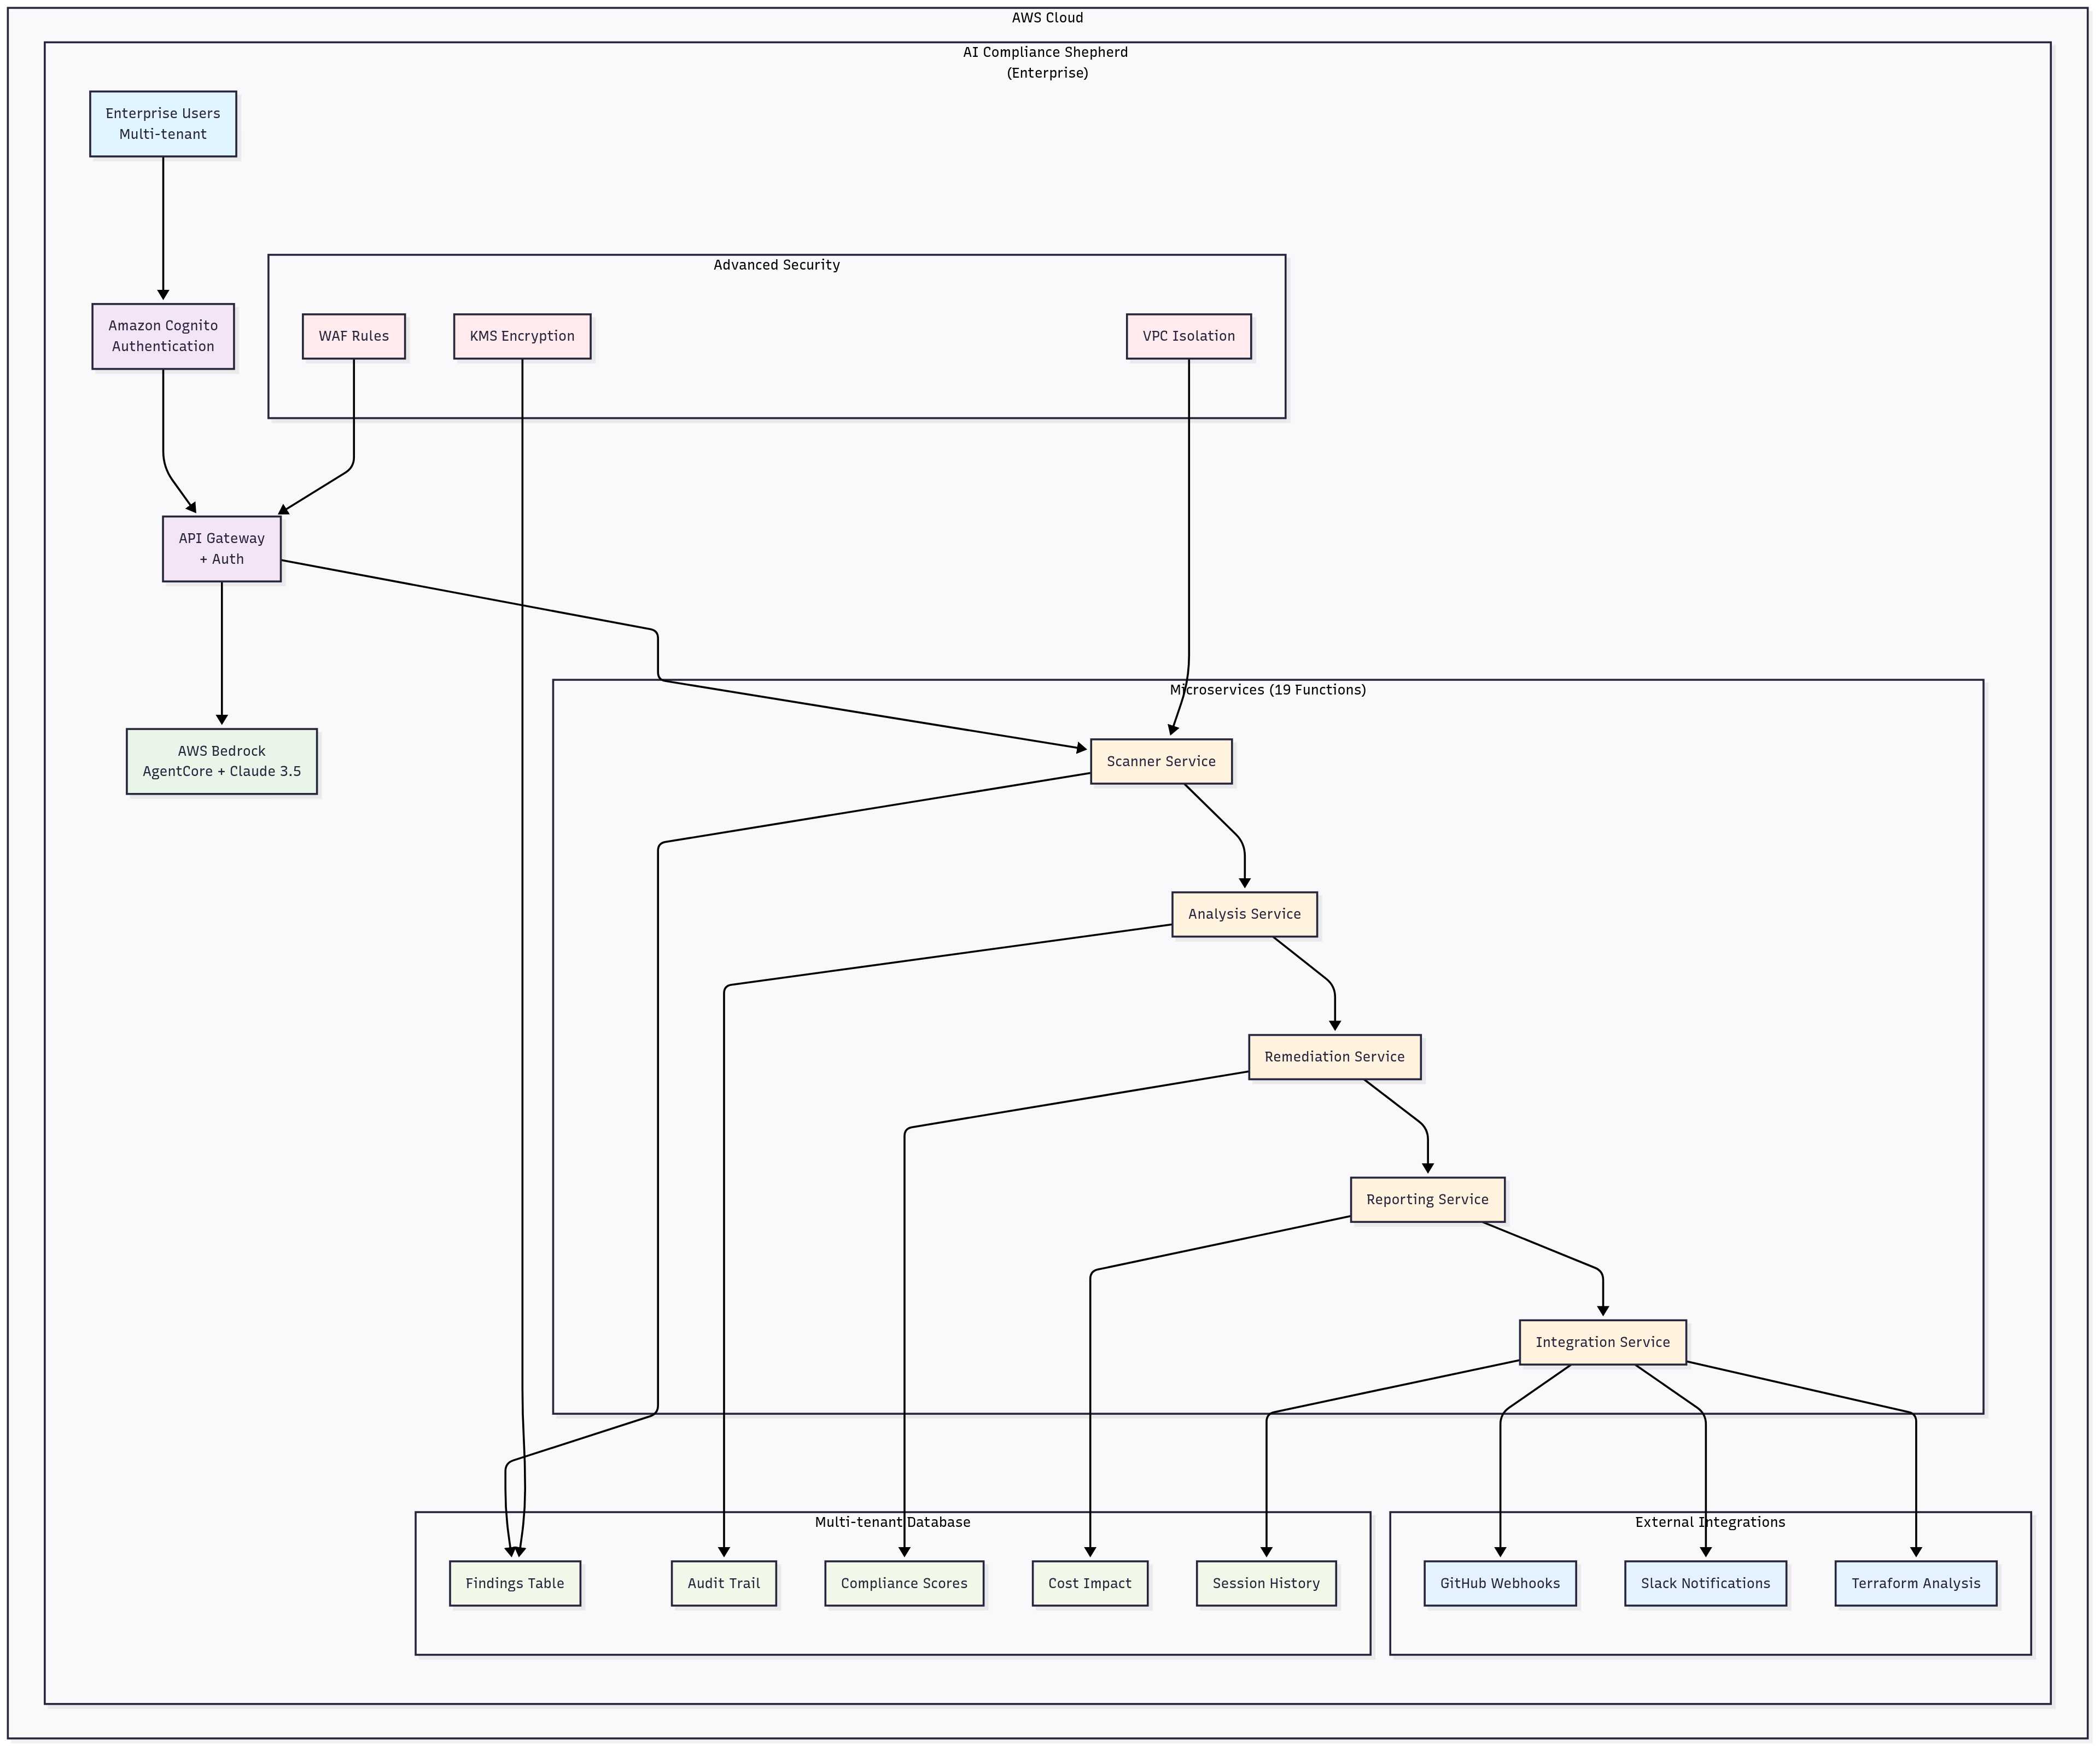 AWS Cloud
AI Compliance Shepherd
(Enterprise)
Enterprise Users
Multi-tenant
Advanced Security
Amazon Cognito
Authentication
WAF Rules
KMS Encryption
VPC Isolation
API Gateway
+ Auth
Microservices (19 Functions)
AWS Bedrock
AgentCore + Claude 3.5
Scanner Service
Analysis Service
Remediation Service
Reporting Service
Integration Service
Multi-tenant Database
Findings Table
Audit Trail
Compliance Scores
Cost Impact
Session History
External Integrations
GitHub Webhooks
Slack Notifications
Terraform Analysis